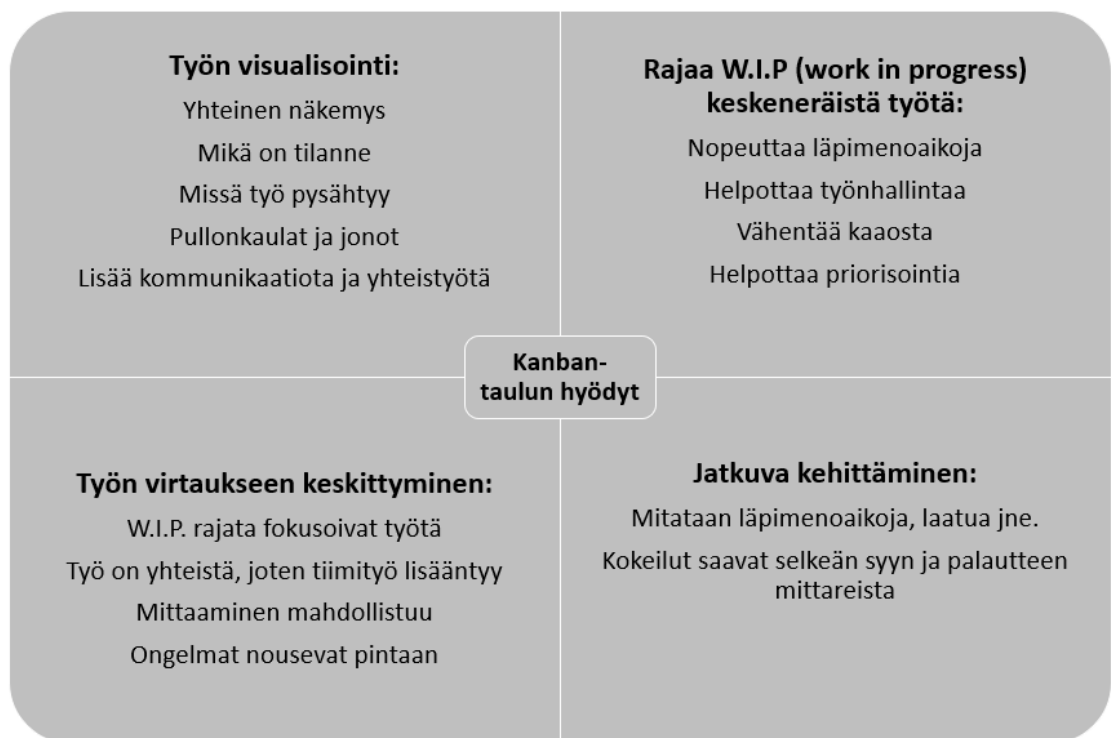 Työn visualisointi:
Yhteinen näkemys
Mikä on tilanne
Missä työ pysähtyy
Pullonkaulat ja jonot
Lisää kommunikaatiota ja yhteistyötä
Rajaa W.I.P (work in progress)
keskeneräistä työtä:
Nopeuttaa läpimenoaikoja
Helpottaa työnhallintaa
Vähentää kaaosta
Helpottaa priorisointia
Kanban-
taulun hyödyt
Työn virtaukseen keskittyminen:
W.I.P. rajata fokusoivat työtä
Työ on yhteistä, joten tiimityö lisääntyy
Mittaaminen mahdollistuu
Ongelmat nousevat pintaan
Jatkuva kehittäminen:
Mitataan läpimenoaikoja, laatua jne.
Kokeilut saavat selkeän syyn ja palautteen
mittareista